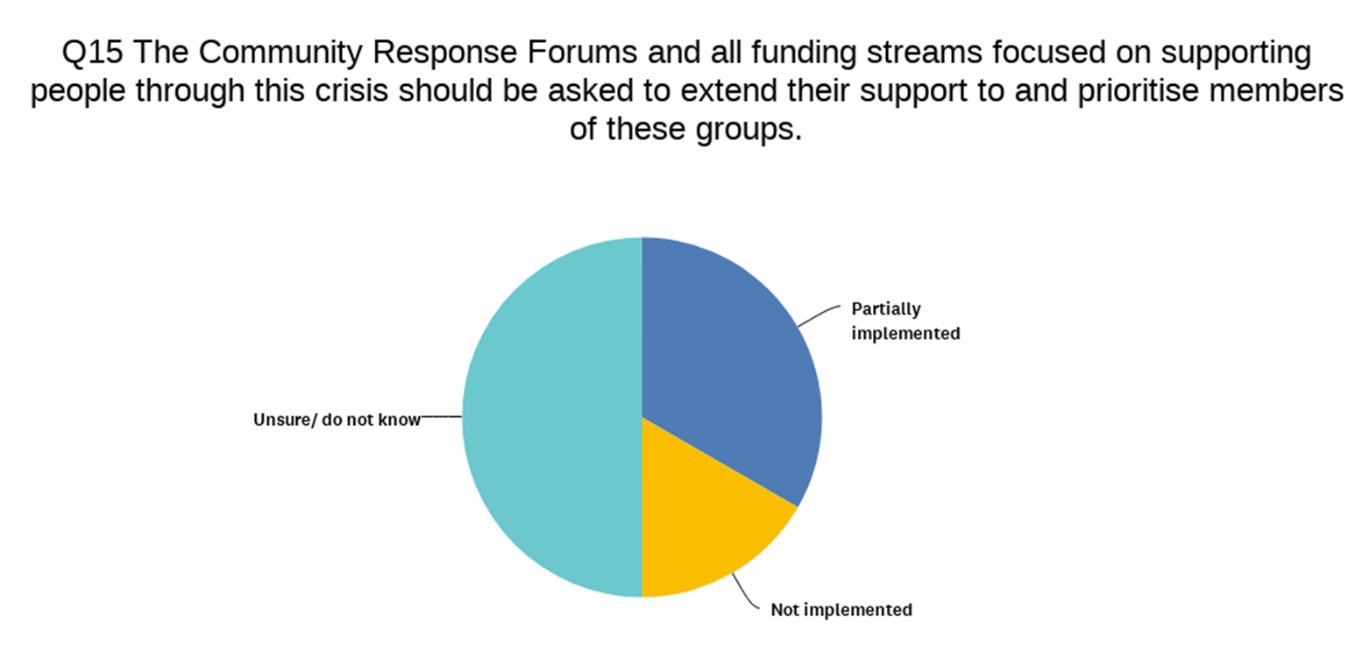 Q15 The Community Response Forums and all funding streams focused on supporting
people through this crisis should be asked to extend their support to and prioritise members
of these groups.
Partially
implemented
Unsure/ do not know
Not implemented